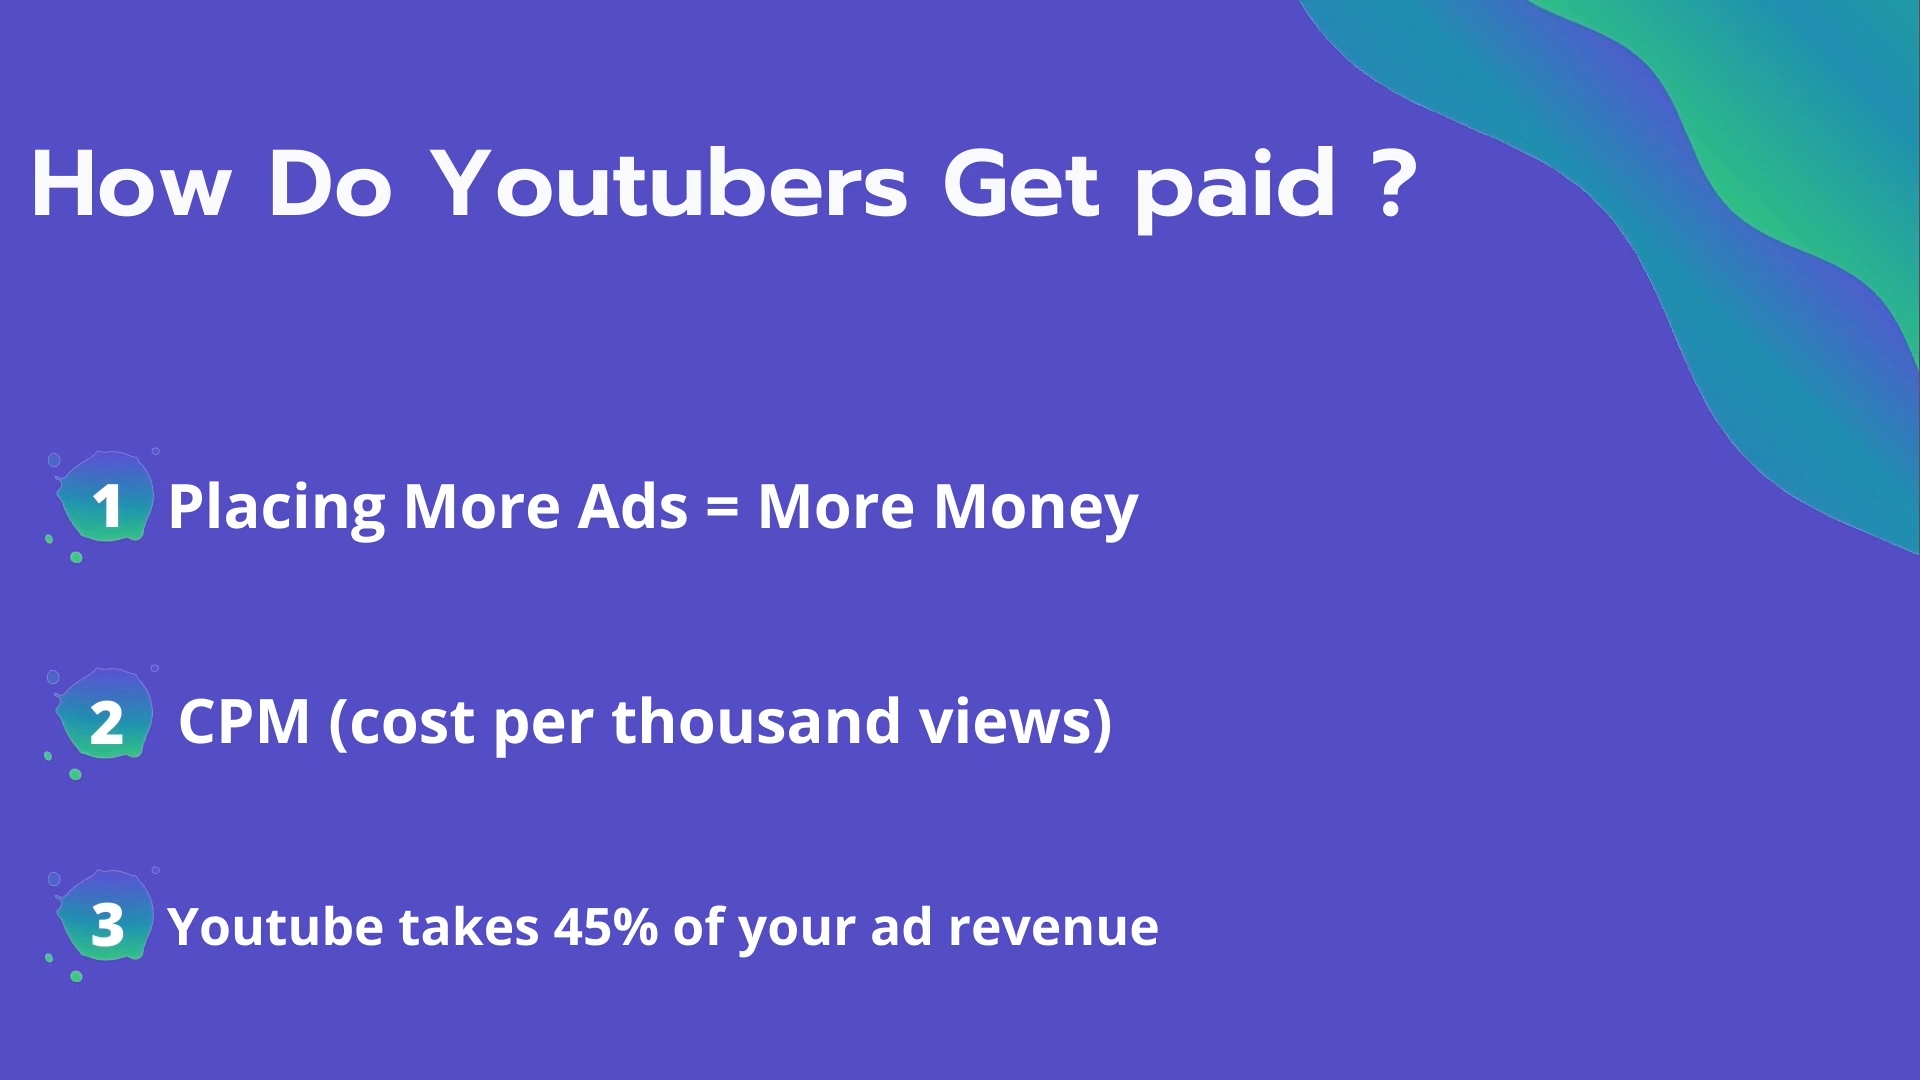 How Do Youtubers Get paid ?
1 Placing More Ads = More Money
2 CPM (cost per thousand views)
3 Youtube takes 45% of your ad revenue